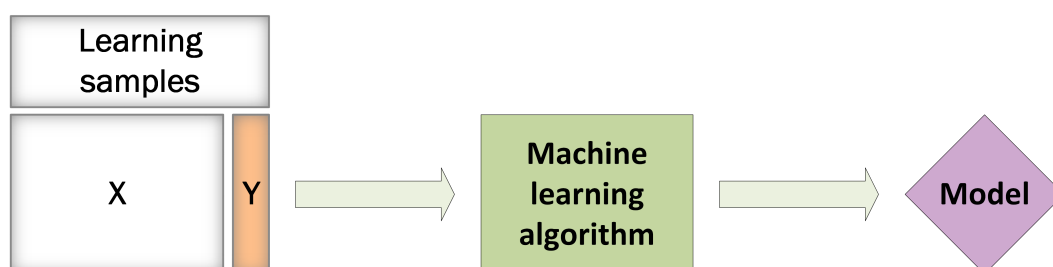 Learning
samples
X
Y
Machine
learning
algorithm
Model